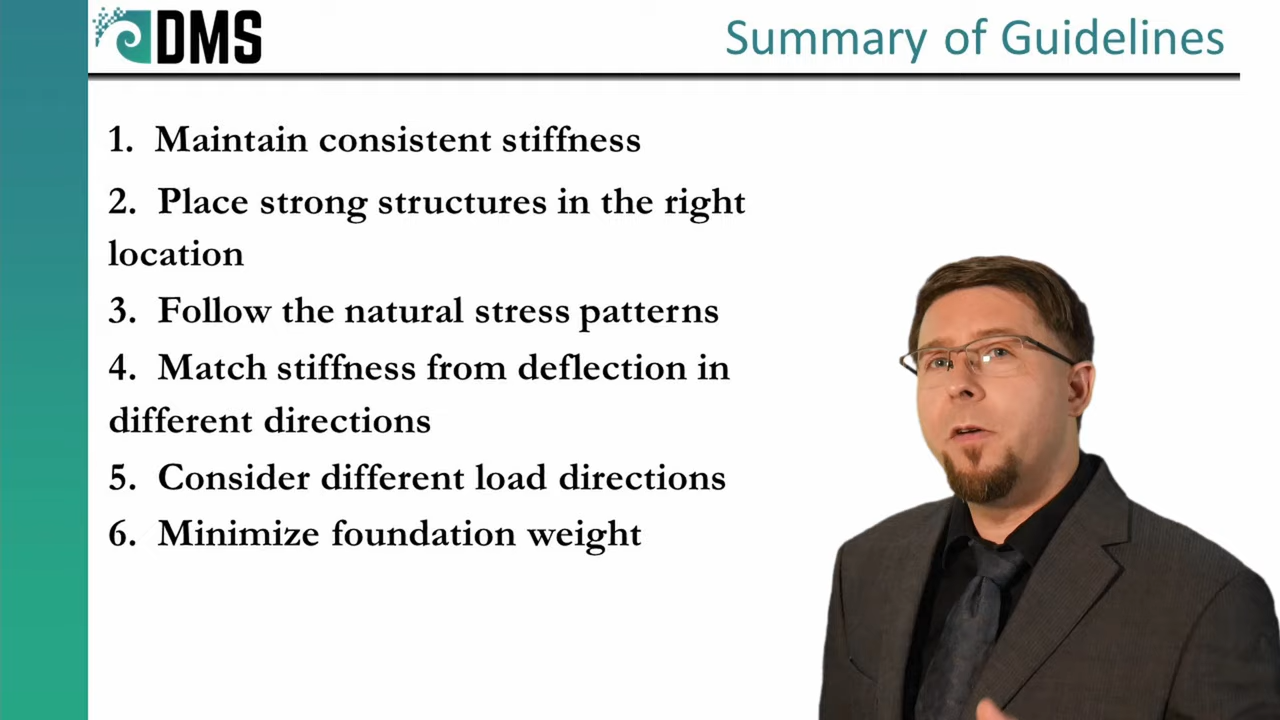 DMS
Summary of Guidelines
1. Maintain consistent stiffness
2. Place strong structures in the right
location
3. Follow the natural stress patterns
4. Match stiffness from deflection in
different directions
5. Consider different load directions
6. Minimize foundation weight